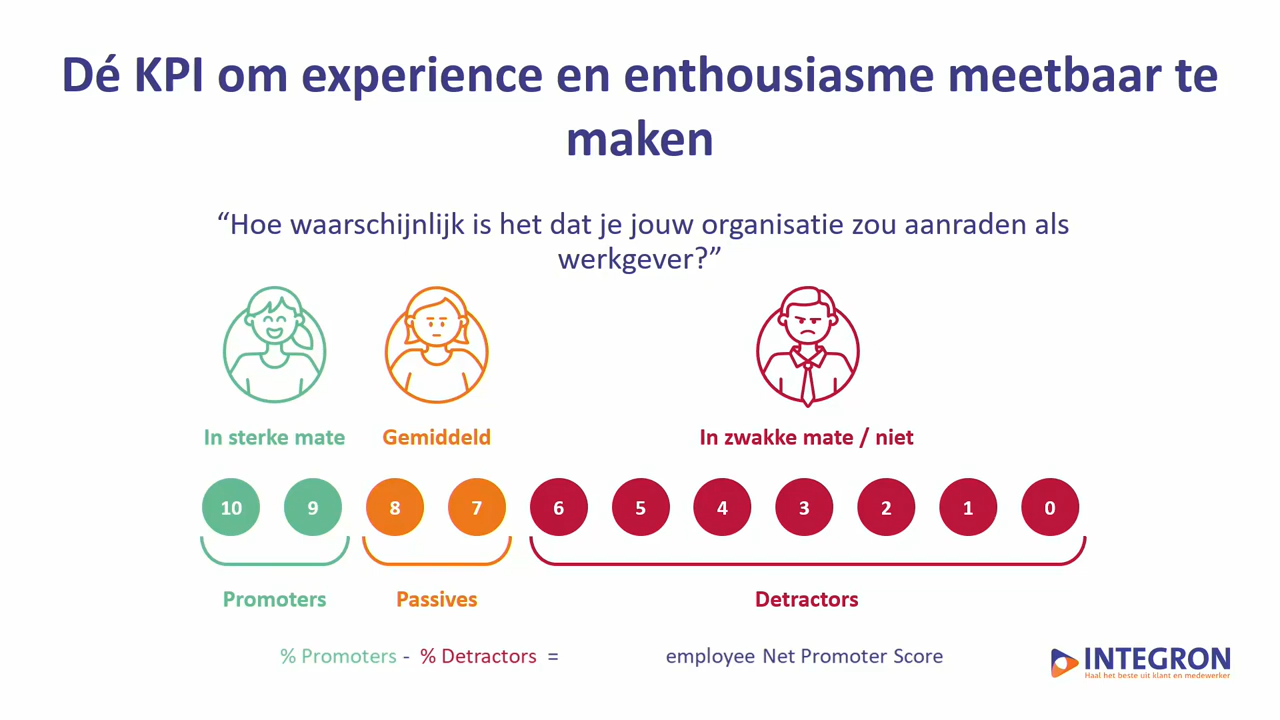 Dé KPI om experience en enthousiasme meetbaar te
maken
“Hoe waarschijnlijk is het dat je jouw organisatie zou aanraden als
werkgever?”
In sterke mate Gemiddeld In zwakke mate / niet
10 9 8 7 6 5 4 3 2 1 0
Promoters Passives Detractors
% Promoters - % Detractors = employee Net Promoter Score
INTEGRON
Haal het beste uit klant en medewerker